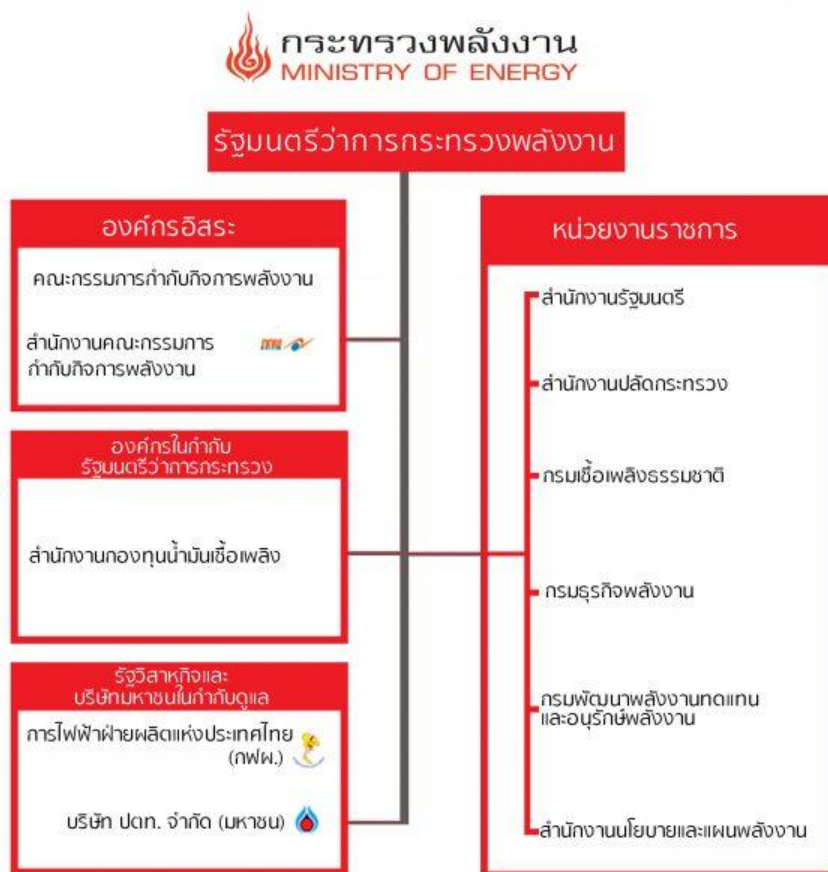 กระทรวงพลังงาน
MINISTRY OF ENERGY
รัฐมนตรีว่าการกระทรวงพลังงาน
องค์กรอิสระ
คณะกรรมการกำกับกิจการพลังงาน
สำนักงานคณะกรรมการ
กำกับกิจการพลังงาน
กกพ
องค์กรในกำกับ
รัฐมนตรีว่าการกระทรวง
สำนักงานกองทุนน้ำมันเชื้อเพลิง
รัฐวิสาหกิจและ
บริษัทมหาชนในกำกับดูแล
การไฟฟ้าฝ่ายผลิตแห่งประเทศไทย
(กฟผ.)
บริษัท ปตท. จำกัด (มหาชน)
หน่วยงานราชการ
สำนักงานรัฐมนตรี
สำนักงานปลัดกระทรวง
กรมเชื้อเพลิงธรรมชาติ
กรมธุรกิจพลังงาน
กรมพัฒนาพลังงานทดแทน
และอนุรักษ์พลังงาน
สำนักงานนโยบายและแผนพลังงาน